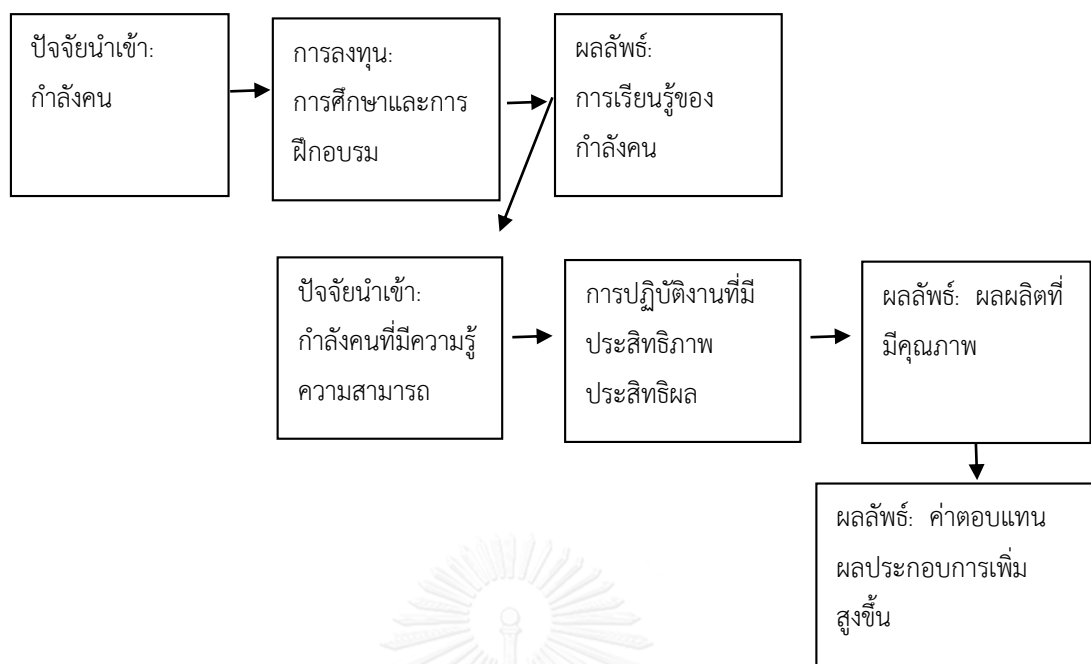 ปัจจัยนำเข้า:
กำลังคน
การลงทุน:
การศึกษาและการ
ฝึกอบรม
ผลลัพธ์:
การเรียนรู้ของ
กำลังคน
ปัจจัยนำเข้า:
กำลังคนที่มีความรู้
ความสามารถ
การปฏิบัติงานที่มี
ประสิทธิภาพ
ประสิทธิผล
ผลลัพธ์: ผลผลิตที่
มีคุณภาพ
ผลลัพธ์: ค่าตอบแทน
ผลประกอบการเพิ่ม
สูงขึ้น